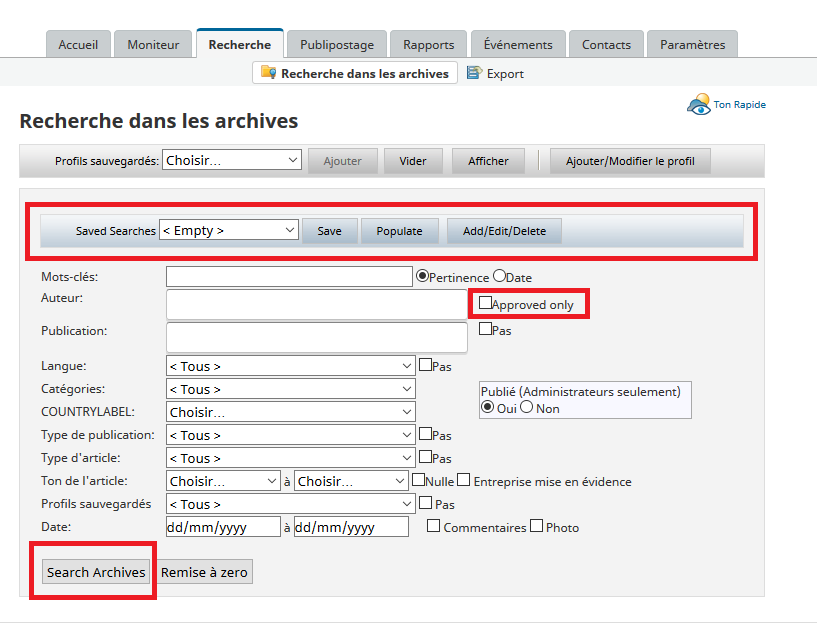 Accueil Moniteur Recherche Publipostage Rapports Événements Contacts Paramètres
Recherche dans les archives Export
Ton Rapide
Recherche dans les archives
Profils sauvegardés: Choisir... Ajouter Vider Afficher Ajouter/Modifier le profil
Saved Searches < Empty > Save Populate Add/Edit/Delete
Mots-clés: Pertinence Date
Auteur: Approved only
Publication: Pas
Langue: < Tous > Pas
Catégories: < Tous > Publié (Administrateurs seulement)
COUNTRYLABEL: Choisir... Oui Non
Type de publication: < Tous > Pas
Type d'article: < Tous > Pas
Ton de l'article: Choisir... à Choisir... Nulle Entreprise mise en évidence
Profils sauvegardés < Tous > Pas
Date: dd/mm/yyyy à dd/mm/yyyy Commentaires Photo
Search Archives Remise à zero